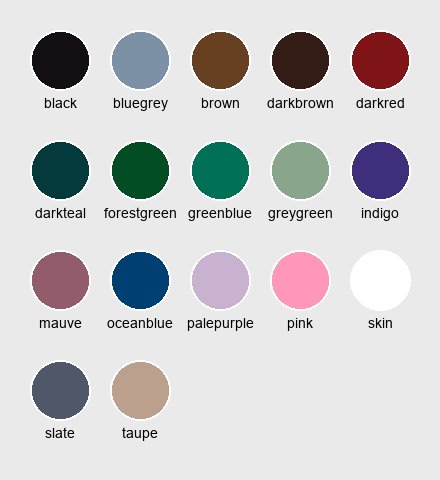 black bluegrey brown darkbrown darkred
darkteal forestgreen greenblue greygreen indigo
mauve oceanblue palepurple pink skin
slate taupe